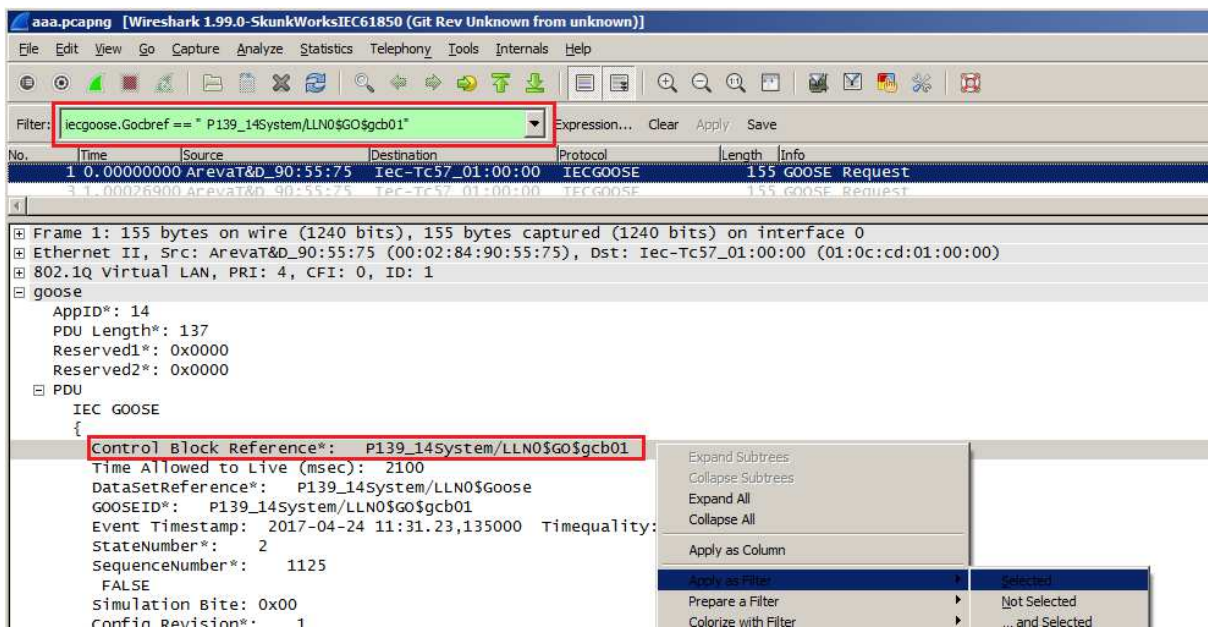 aaa.pcapng [Wireshark 1.99.0-SkunkWorksIEC61850 (Git Rev Unknown from unknown)]
File Edit View Go Capture Analyze Statistics Telephony Tools Internals Help
Filter: iecgoose.Gocbref == " P139_14System/LLN0$GO$gcb01" Expression... Clear Apply Save
No. Time Source Destination Protocol Length Info
1 0.00000000 ArevaT&D_90:55:75 Iec-Tc57_01:00:00 IECGOOSE 155 GOOSE Request
3 1.00026900 ArevaT&D_90:55:75 Iec-Tc57_01:00:00 IECGOOSE 155 GOOSE Request
Frame 1: 155 bytes on wire (1240 bits), 155 bytes captured (1240 bits) on interface 0
Ethernet II, Src: ArevaT&D_90:55:75 (00:02:84:90:55:75), Dst: Iec-Tc57_01:00:00 (01:0c:cd:01:00:00)
802.1Q Virtual LAN, PRI: 4, CFI: 0, ID: 1
goose
AppID*: 14
PDU Length*: 137
Reserved1*: 0x0000
Reserved2*: 0x0000
PDU
IEC GOOSE
{
Control Block Reference*: P139_14System/LLN0$GO$gcb01
Time Allowed to Live (msec): 2100
DataSetReference*: P139_14System/LLN0$Goose
GOOSEID*: P139_14System/LLN0$GO$gcb01
Event Timestamp: 2017-04-24 11:31.23,135000 Timequality:
StateNumber*: 2
SequenceNumber*: 1125
FALSE
Simulation Bite: 0x00
Config Revision*: 1
Expand Subtrees
Collapse Subtrees
Expand All
Collapse All
Apply as Column
Apply as Filter
Prepare a Filter
Colorize with Filter
Selected
Not Selected
... and Selected